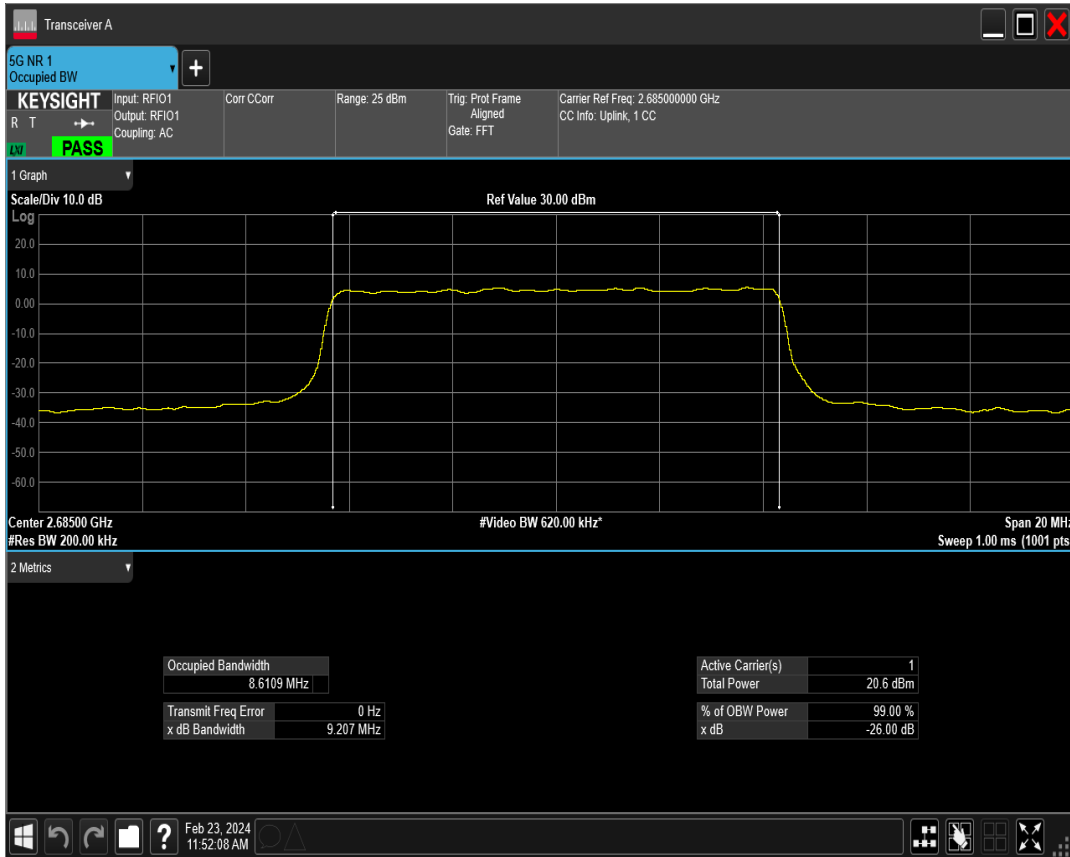 Transceiver A
5G NR 1
Occupied BW
+
KEYSIGHT
R T
LXI
PASS
Input: RFIO1
Output: RFIO1
Coupling: AC
Corr CCorr
Range: 25 dBm
Trig: Prot Frame
Aligned
Gate: FFT
Carrier Ref Freq: 2.685000000 GHz
CC Info: Uplink, 1 CC
1 Graph
Scale/Div 10.0 dB
Ref Value 30.00 dBm
Log
20.0
10.0
0.00
-10.0
-20.0
-30.0
-40.0
-50.0
-60.0
Center 2.68500 GHz
#Video BW 620.00 kHz*
Span 20 MHz
#Res BW 200.00 kHz
Sweep 1.00 ms (1001 pts
2 Metrics
Occupied Bandwidth
8.6109 MHz
Transmit Freq Error 0 Hz
x dB Bandwidth 9.207 MHz
Active Carrier(s) 1
Total Power 20.6 dBm
% of OBW Power 99.00 %
x dB -26.00 dB
?
Feb 23, 2024
11:52:08 AM